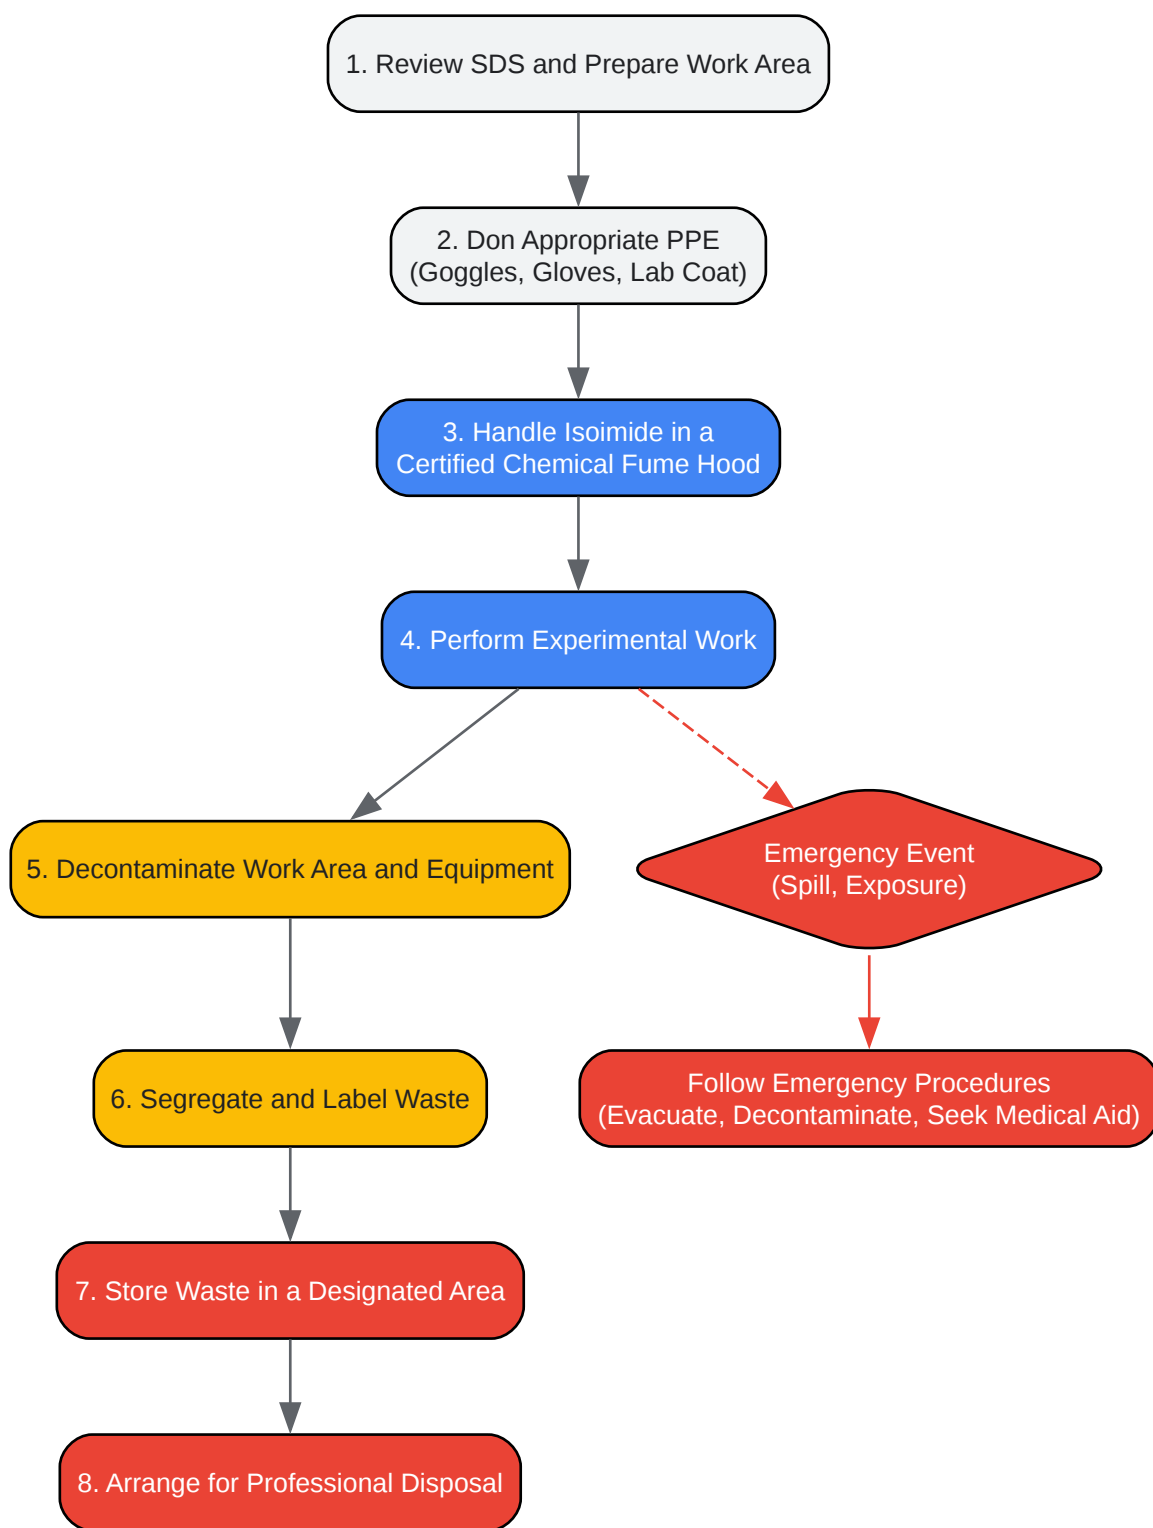 1. Review SDS and Prepare Work Area
2. Don Appropriate PPE
(Goggles, Gloves, Lab Coat)
3. Handle Isoimide in a
Certified Chemical Fume Hood
4. Perform Experimental Work
5. Decontaminate Work Area and Equipment
Emergency Event
(Spill, Exposure)
6. Segregate and Label Waste
Follow Emergency Procedures
(Evacuate, Decontaminate, Seek Medical Aid)
7. Store Waste in a Designated Area
8. Arrange for Professional Disposal